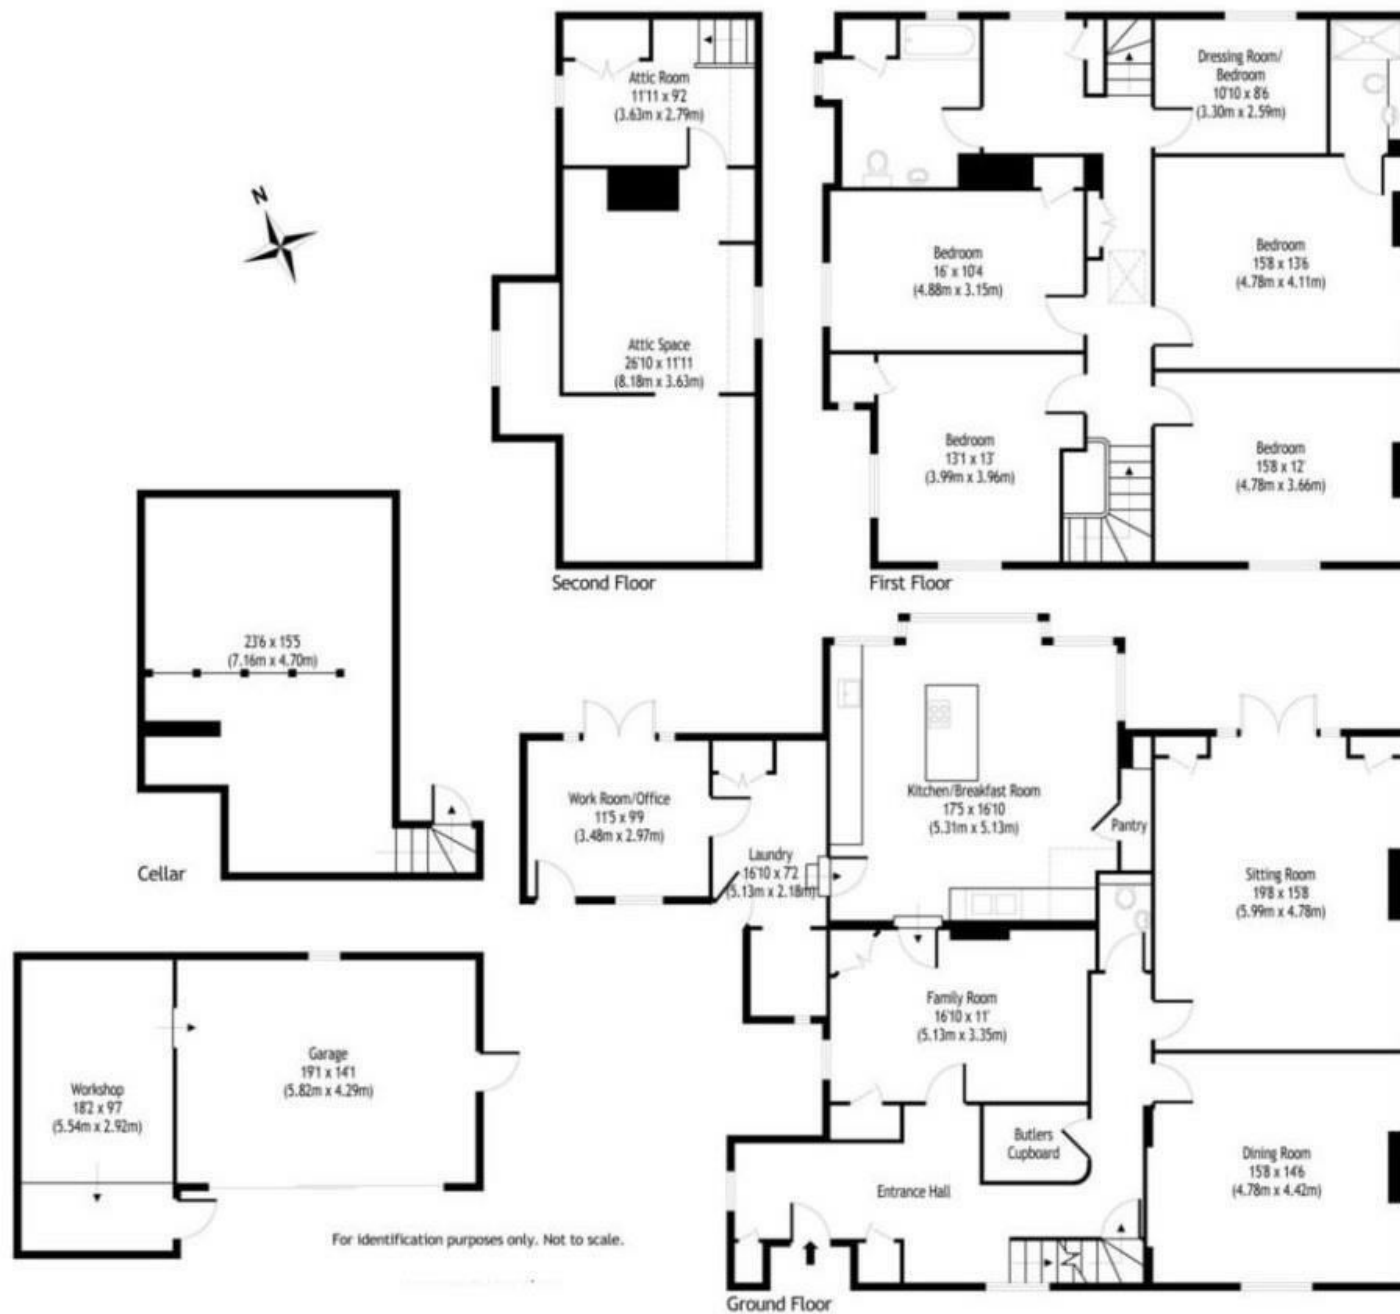 N
Attic Room
11'11 x 9'2
(3.63m x 2.79m)
Attic Space
26'10 x 11'11
(8.18m x 3.63m)
Second Floor
Dressing Room/
Bedroom
10'10 x 8'6
(3.30m x 2.59m)
Bedroom
16' x 10'4
(4.88m x 3.15m)
Bedroom
15'8 x 13'6
(4.78m x 4.11m)
Bedroom
13'1 x 13'
(3.99m x 3.96m)
Bedroom
15'8 x 12'
(4.78m x 3.66m)
First Floor
23'6 x 15'5
(7.16m x 4.70m)
Cellar
Work Room/Office
11'5 x 9'9
(3.48m x 2.97m)
Laundry
16'10 x 7'2
(5.13m x 2.18m)
Kitchen/Breakfast Room
17'5 x 16'10
(5.31m x 5.13m)
Pantry
Sitting Room
19'8 x 15'8
(5.99m x 4.78m)
Family Room
16'10 x 11'
(5.13m x 3.35m)
Butlers
Cupboard
Entrance Hall
Dining Room
15'8 x 14'6
(4.78m x 4.42m)
Ground Floor
Workshop
18'2 x 9'7
(5.54m x 2.92m)
Garage
19'1 x 14'1
(5.82m x 4.29m)
For identification purposes only. Not to scale.